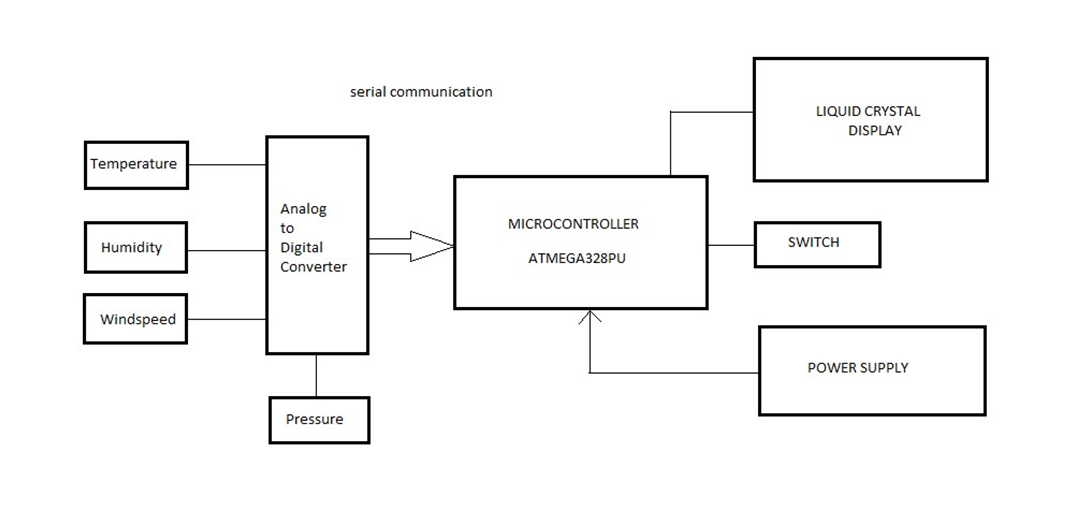 serial communication
LIQUID CRYSTAL
DISPLAY
Temperature
Analog
to
Digital
Converter
MICROCONTROLLER
ATMEGA328PU
Humidity
SWITCH
Windspeed
POWER SUPPLY
Pressure